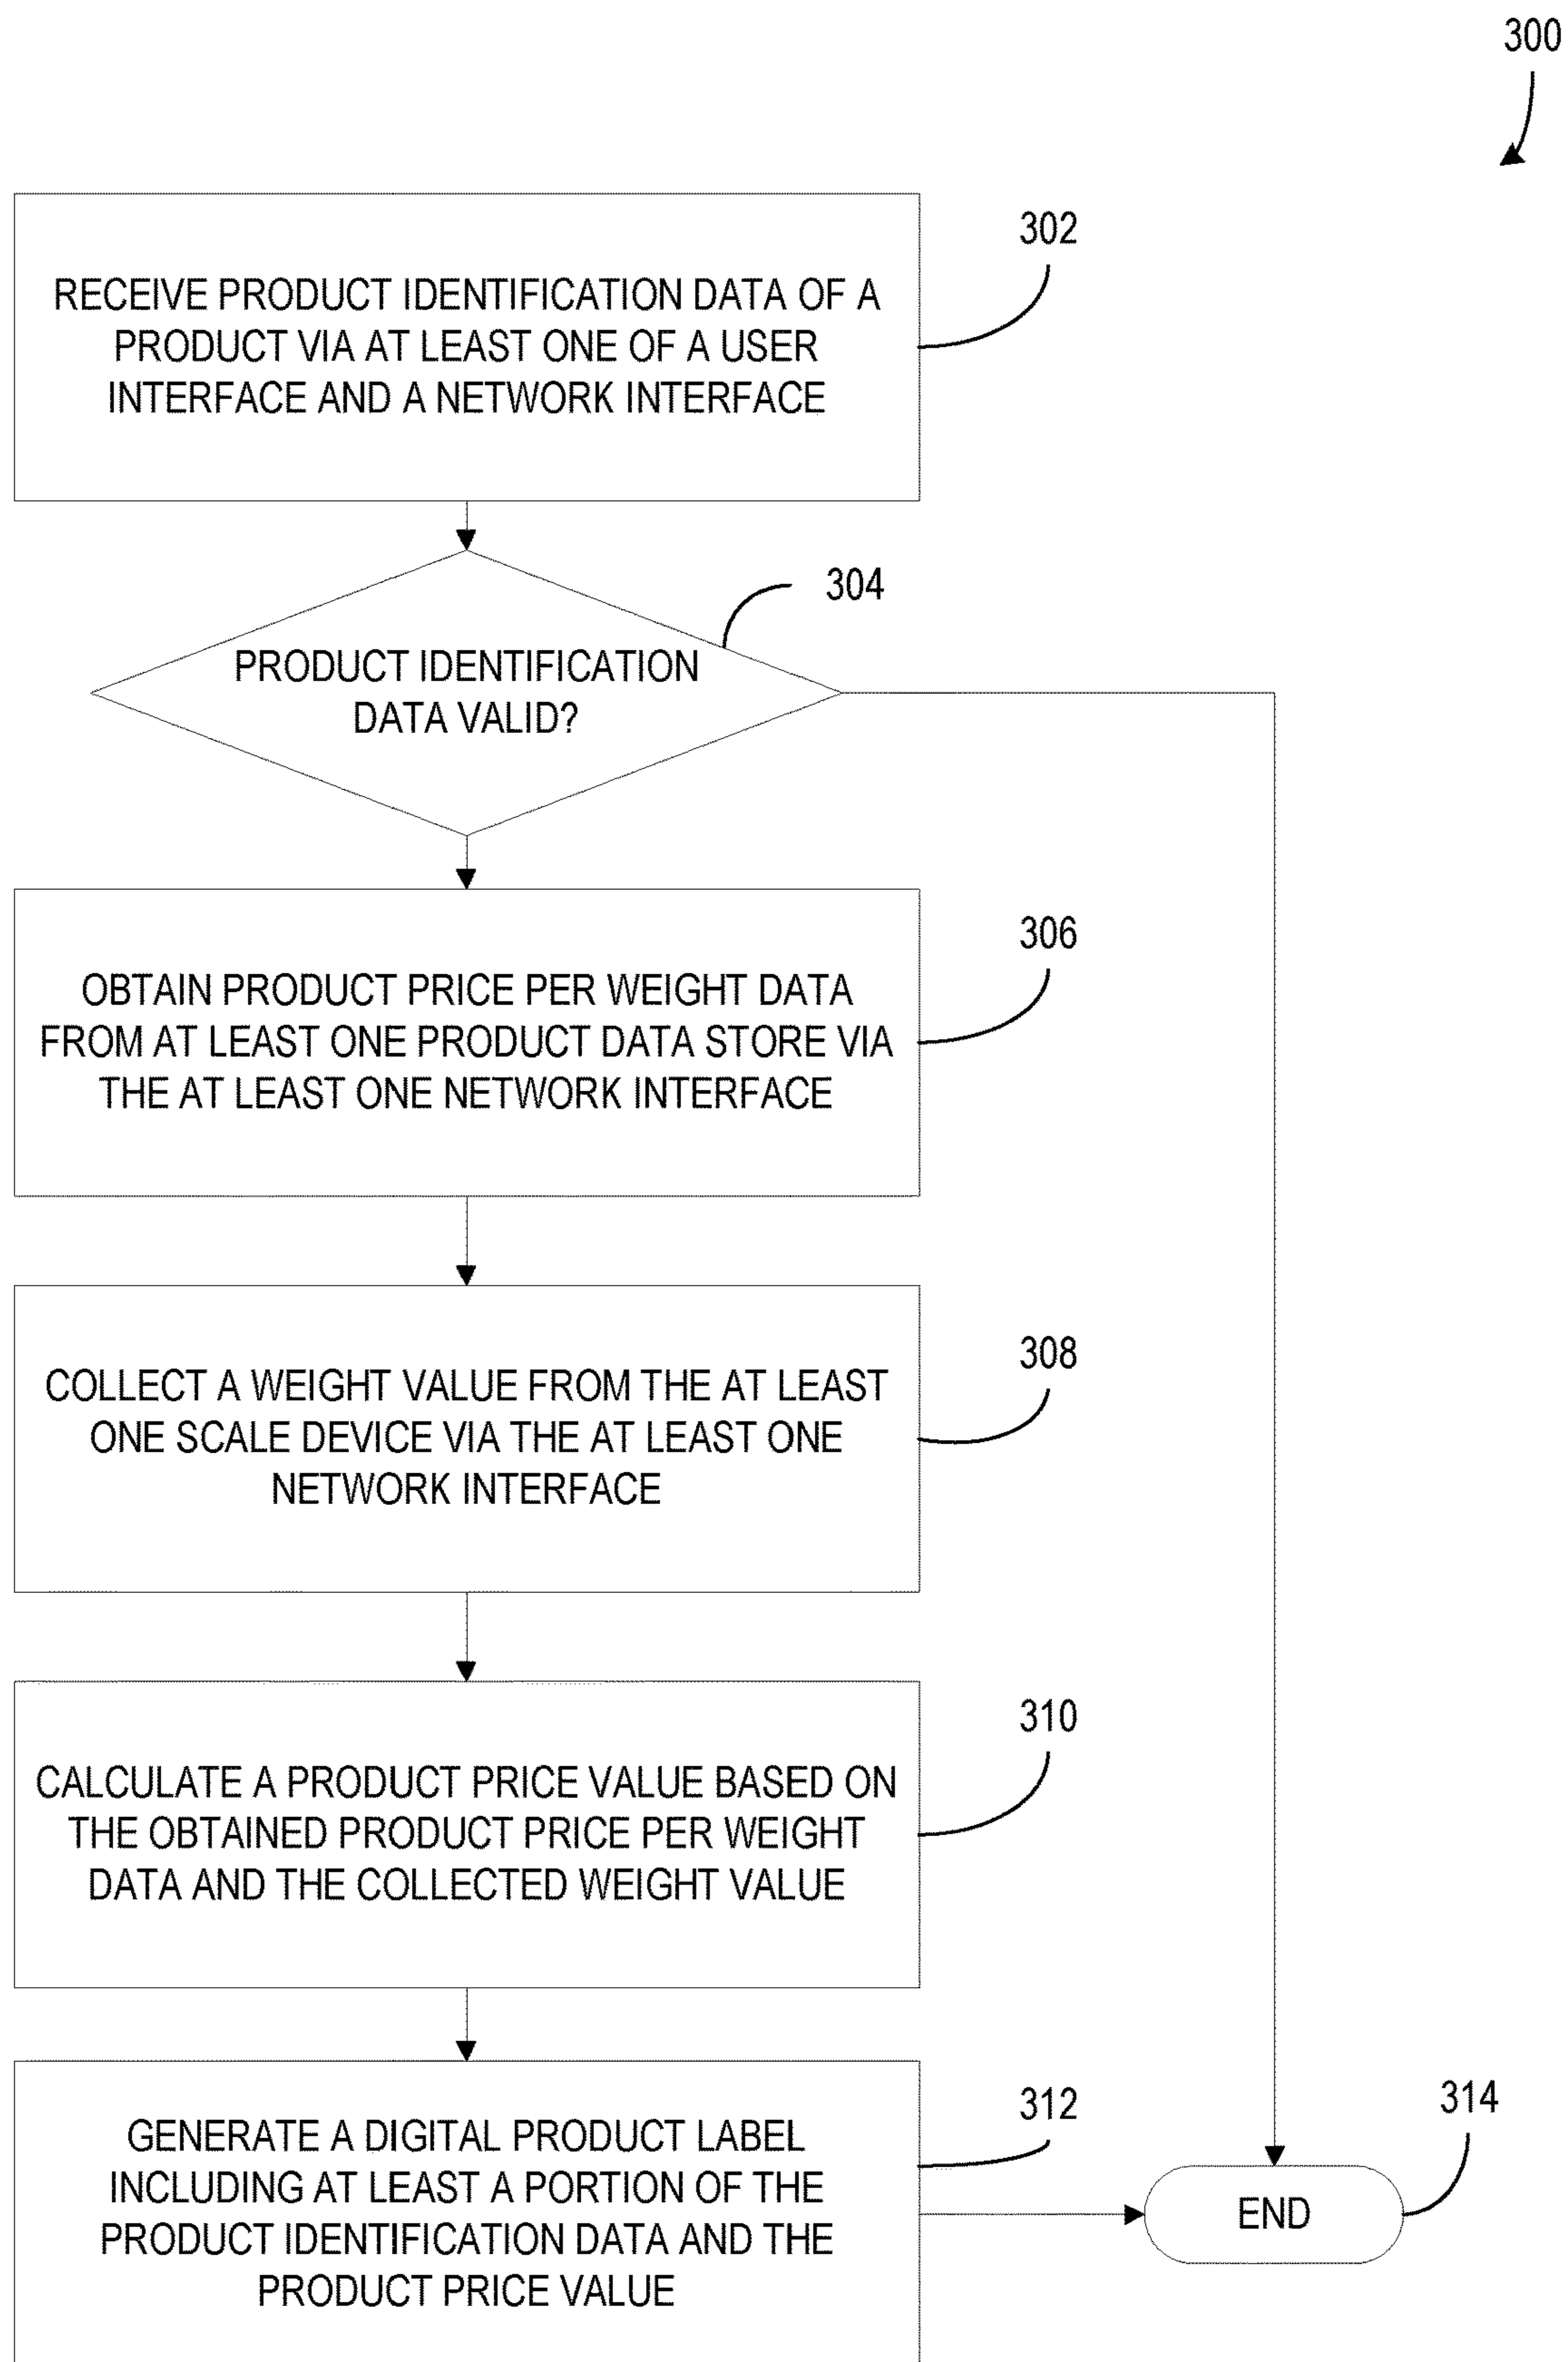 300
302
RECEIVE PRODUCT IDENTIFICATION DATA OF A
PRODUCT VIA AT LEAST ONE OF A USER
INTERFACE AND A NETWORK INTERFACE
304
PRODUCT IDENTIFICATION
DATA VALID?
306
OBTAIN PRODUCT PRICE PER WEIGHT DATA
FROM AT LEAST ONE PRODUCT DATA STORE VIA
THE AT LEAST ONE NETWORK INTERFACE
308
COLLECT A WEIGHT VALUE FROM THE AT LEAST
ONE SCALE DEVICE VIA THE AT LEAST ONE
NETWORK INTERFACE
310
CALCULATE A PRODUCT PRICE VALUE BASED ON
THE OBTAINED PRODUCT PRICE PER WEIGHT
DATA AND THE COLLECTED WEIGHT VALUE
312
GENERATE A DIGITAL PRODUCT LABEL
INCLUDING AT LEAST A PORTION OF THE
PRODUCT IDENTIFICATION DATA AND THE
PRODUCT PRICE VALUE
314
END